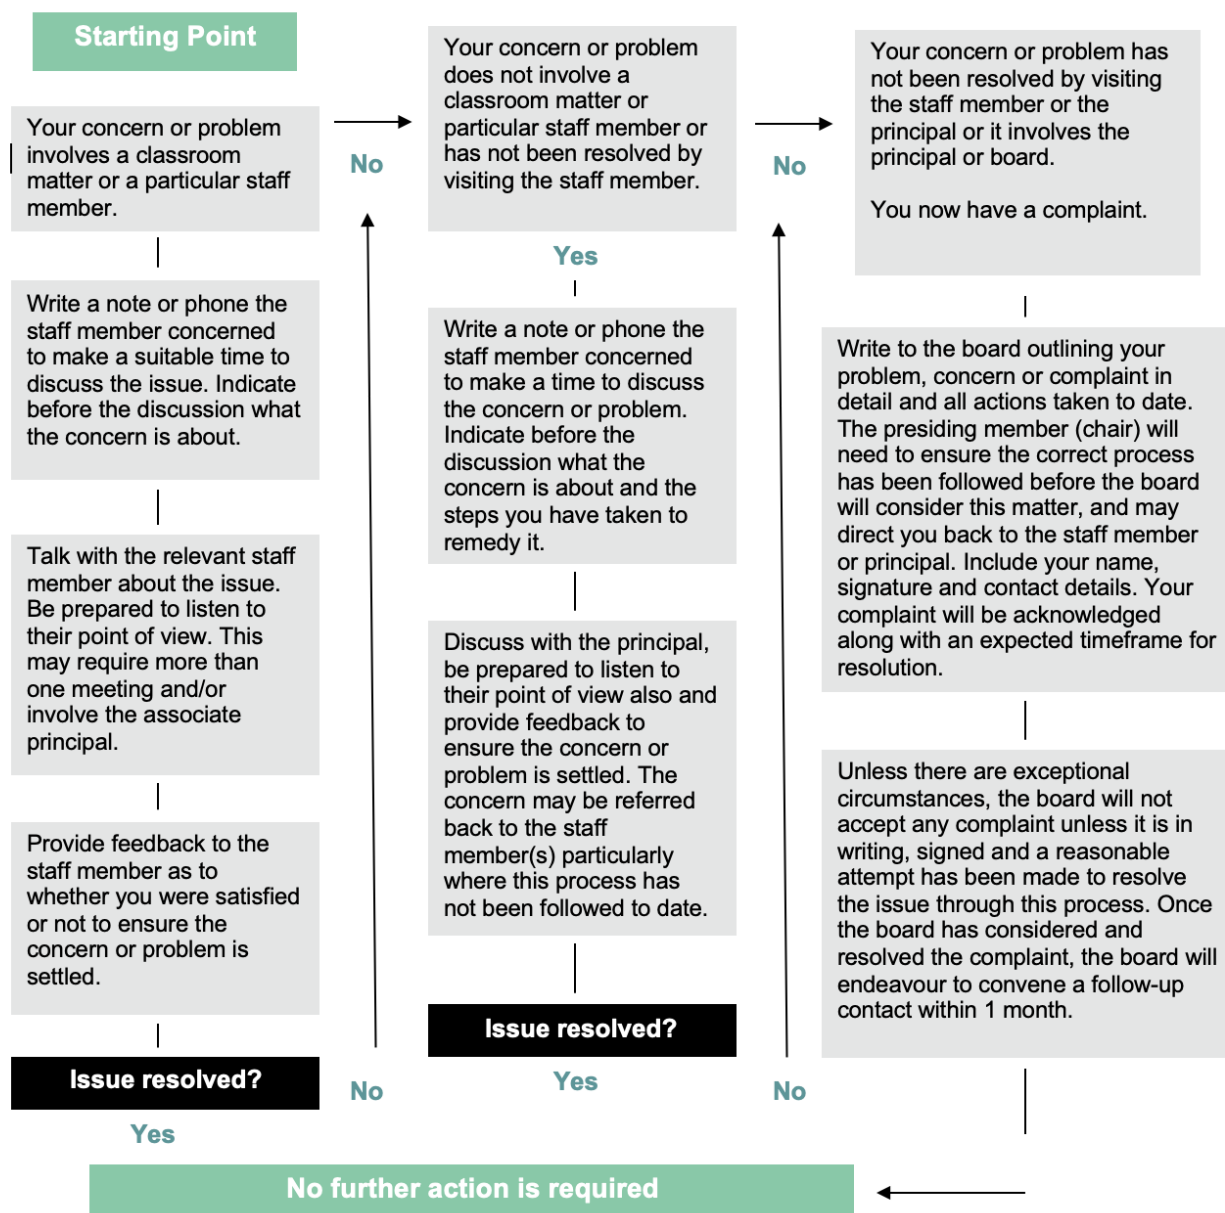 Starting Point
Your concern or problem
involves a classroom
matter or a particular staff
member.
Write a note or phone the
staff member concerned
to make a suitable time to
discuss the issue. Indicate
before the discussion what
the concern is about.
Talk with the relevant staff
member about the issue.
Be prepared to listen to
their point of view. This
may require more than
one meeting and/or
involve the associate
principal.
Provide feedback to the
staff member as to
whether you were satisfied
or not to ensure the
concern or problem is
settled.
Issue resolved?
Yes
No
No
Your concern or problem
does not involve a
classroom matter or
particular staff member or
has not been resolved by
visiting the staff member.
Yes
Write a note or phone the
staff member concerned
to make a time to discuss
the concern or problem.
Indicate before the
discussion what the
concern is about and the
steps you have taken to
remedy it.
Discuss with the principal,
be prepared to listen to
their point of view also and
provide feedback to
ensure the concern or
problem is settled. The
concern may be referred
back to the staff
member(s) particularly
where this process has
not been followed to date.
Issue resolved?
Yes
No
No
Your concern or problem has
not been resolved by visiting
the staff member or the
principal or it involves the
principal or board.
You now have a complaint.
Write to the board outlining your
problem, concern or complaint in
detail and all actions taken to date.
The presiding member (chair) will
need to ensure the correct process
has been followed before the board
will consider this matter, and may
direct you back to the staff member
or principal. Include your name,
signature and contact details. Your
complaint will be acknowledged
along with an expected timeframe for
resolution.
Unless there are exceptional
circumstances, the board will not
accept any complaint unless it is in
writing, signed and a reasonable
attempt has been made to resolve
the issue through this process. Once
the board has considered and
resolved the complaint, the board will
endeavour to convene a follow-up
contact within 1 month.
No further action is required